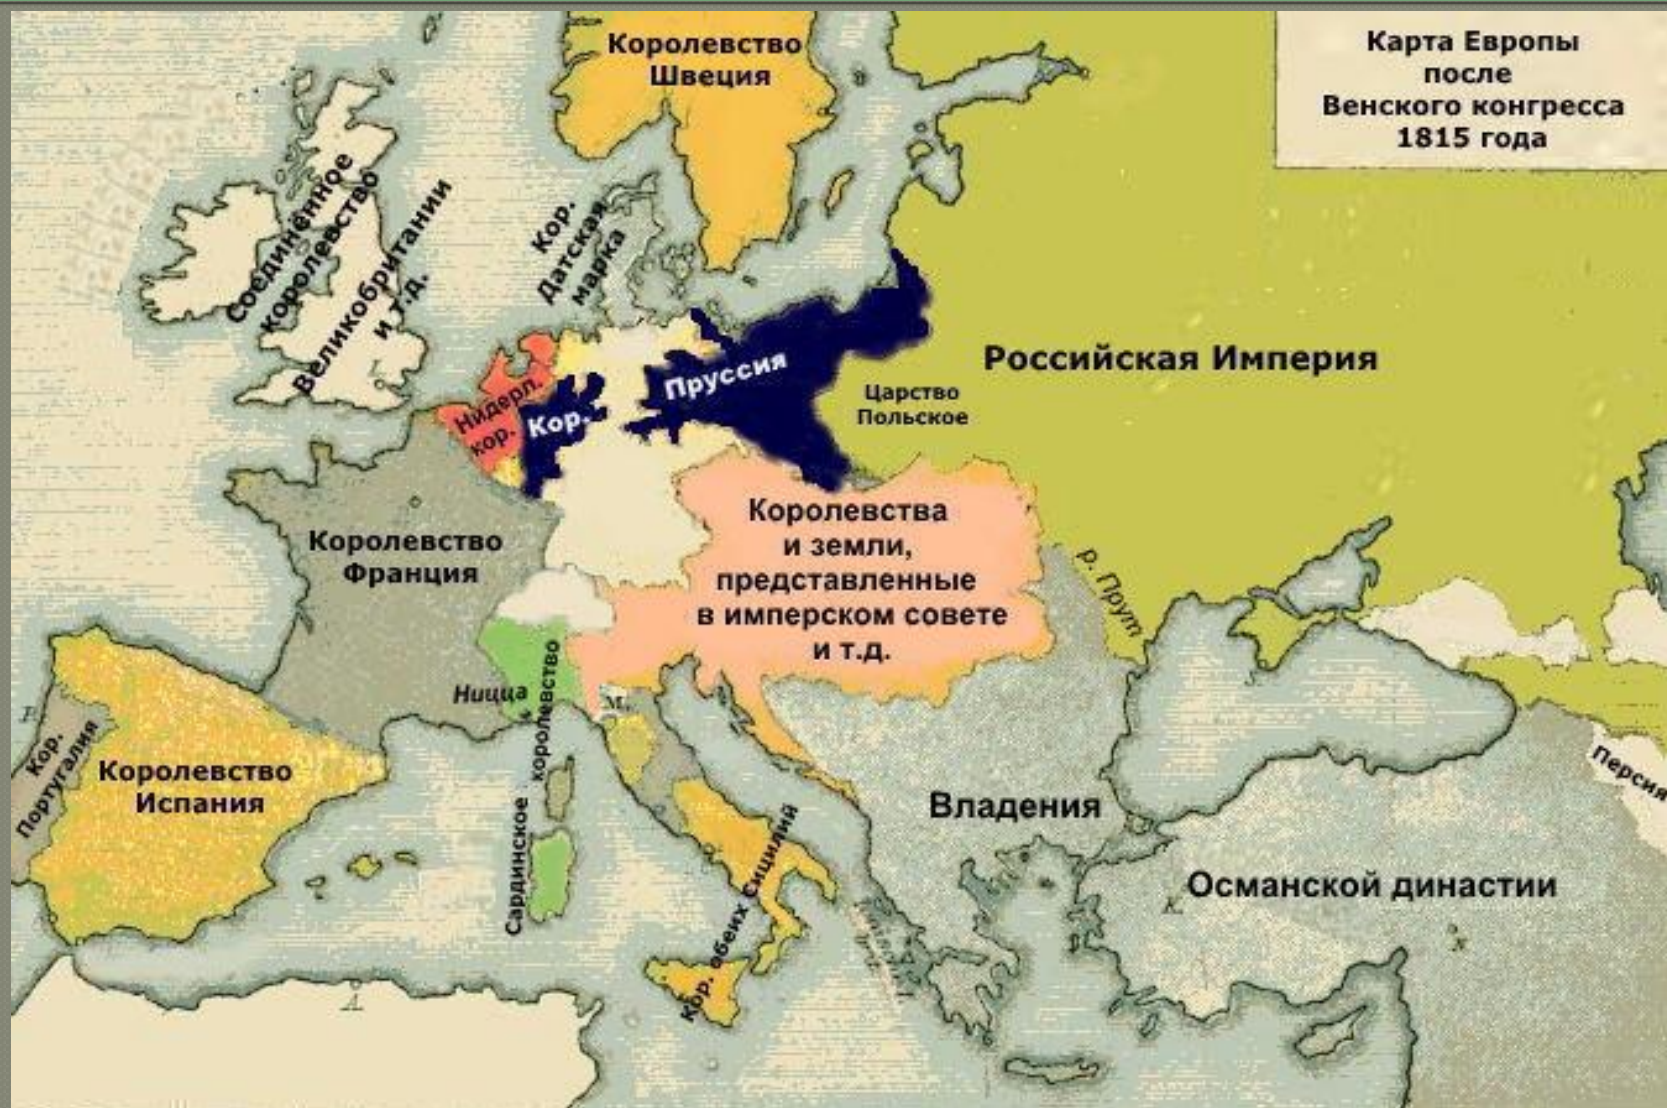 Карта Европы
после
Венского конгресса
1815 года
Королевство
Швеция
Соединённое
королевство
Великобритании
и т.д.
Кор.
Датская
марка
Нидерл.
кор.
Кор.
Пруссия
Российская Империя
Царство
Польское
Королевство
Франция
Королевства
и земли,
представленные
в имперском совете
и т.д.
р. Прут
Ницца
М.
Сардинское королевство
Кор.
Португалия
Королевство
Испания
Кор. обеих Сицилий
Владения
Османской династии
Персия